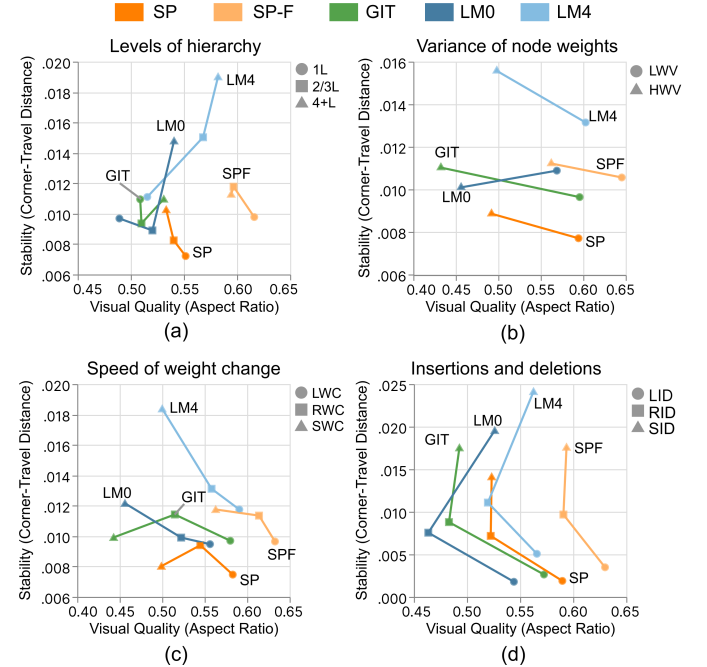 SP SP-F GIT LM0 LM4
Levels of hierarchy
Stability (Corner-Travel Distance)
.020
.018
.016
.014
.012
.010
.008
.006
0.45 0.50 0.55 0.60 0.65
Visual Quality (Aspect Ratio)
LM4
LM0
GIT
SPF
SP
1L
2/3L
4+L
(a)
Variance of node weights
Stability (Corner-Travel Distance)
.016
.014
.012
.010
.008
.006
0.40 0.45 0.50 0.55 0.60 0.65
Visual Quality (Aspect Ratio)
LM4
GIT
SPF
LM0
SP
LWV
HWV
(b)
Speed of weight change
Stability (Corner-Travel Distance)
.020
.018
.016
.014
.012
.010
.008
.006
0.40 0.45 0.50 0.55 0.60 0.65
Visual Quality (Aspect Ratio)
LM4
LM0
GIT
SPF
SP
LWC
RWC
SWC
(c)
Insertions and deletions
Stability (Corner-Travel Distance)
.025
.020
.015
.010
.005
.000
0.45 0.50 0.55 0.60 0.65
Visual Quality (Aspect Ratio)
LM4
LM0
GIT
SPF
SP
LID
RID
SID
(d)